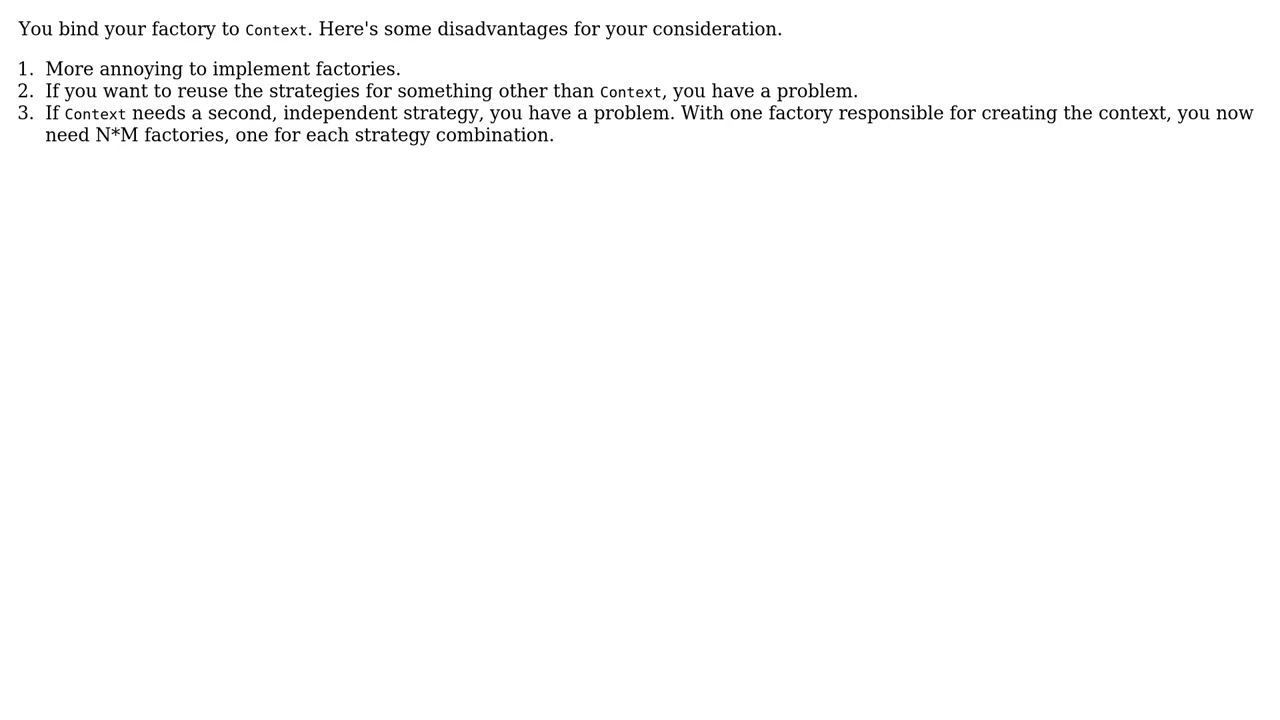 You bind your factory to Context. Here's some disadvantages for your consideration.
1. More annoying to implement factories.
2. If you want to reuse the strategies for something other than Context, you have a problem.
3. If Context needs a second, independent strategy, you have a problem. With one factory responsible for creating the context, you now
need N*M factories, one for each strategy combination.